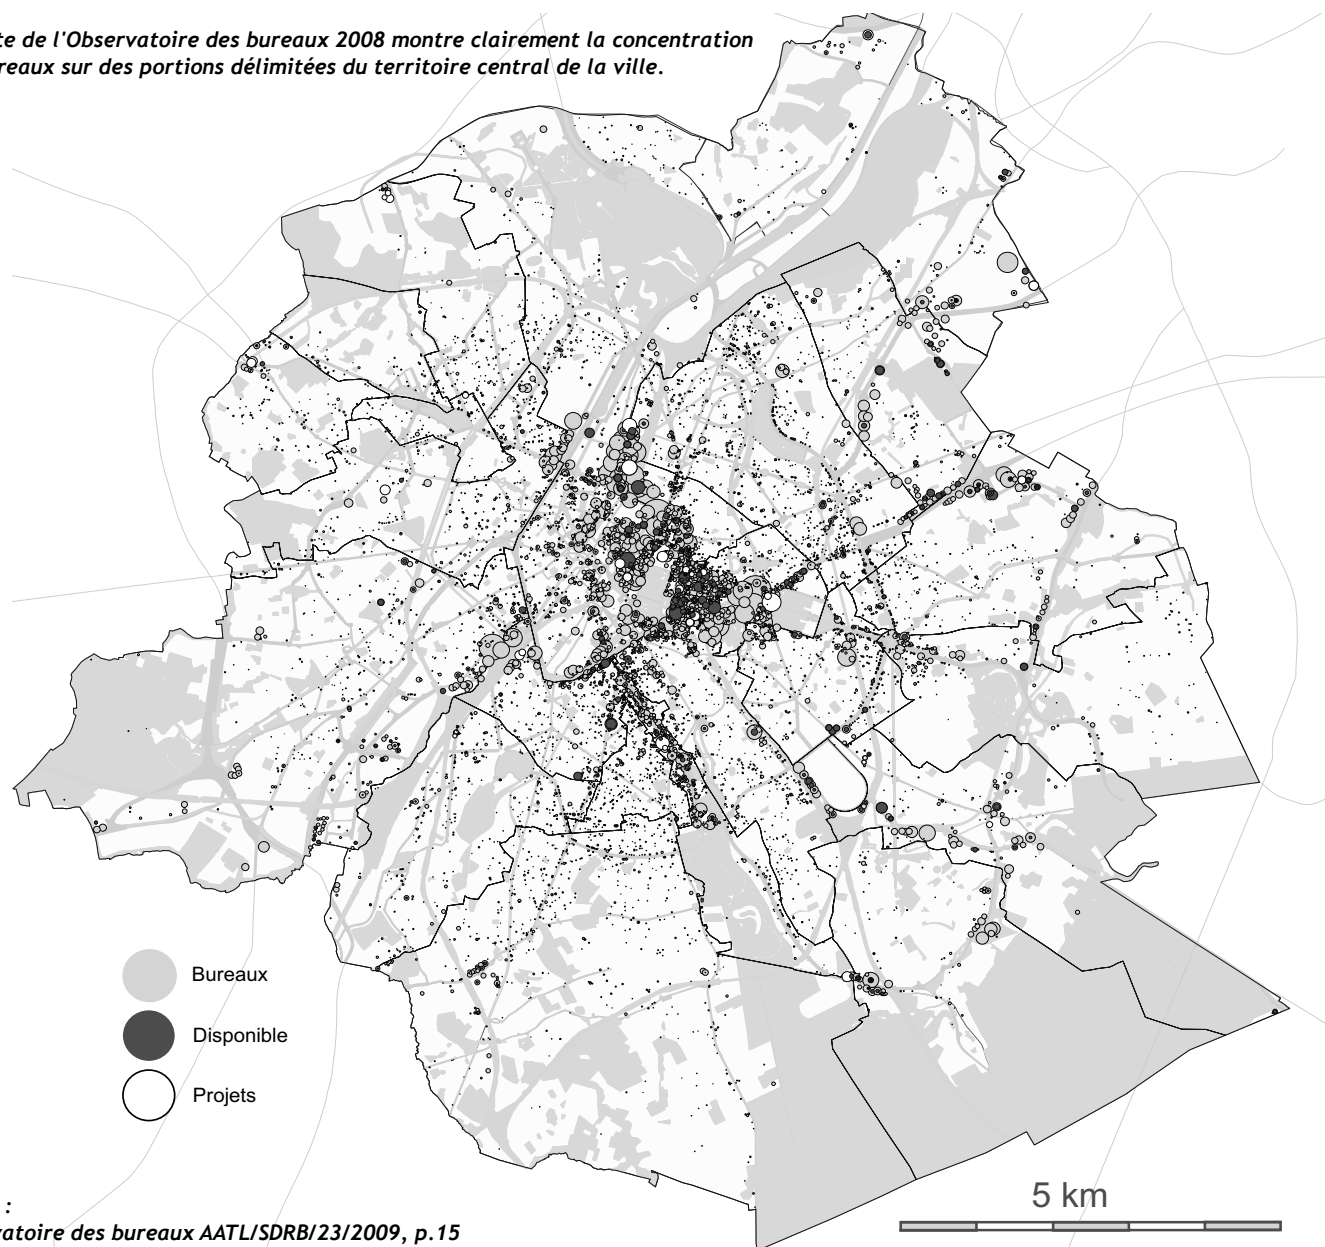 te de l'Observatoire des bureaux 2008 montre clairement la concentration
reaux sur des portions délimitées du territoire central de la ville.
Bureaux
Disponible
Projets
5 km
:
vatoire des bureaux AATL/SDRB/23/2009, p.15